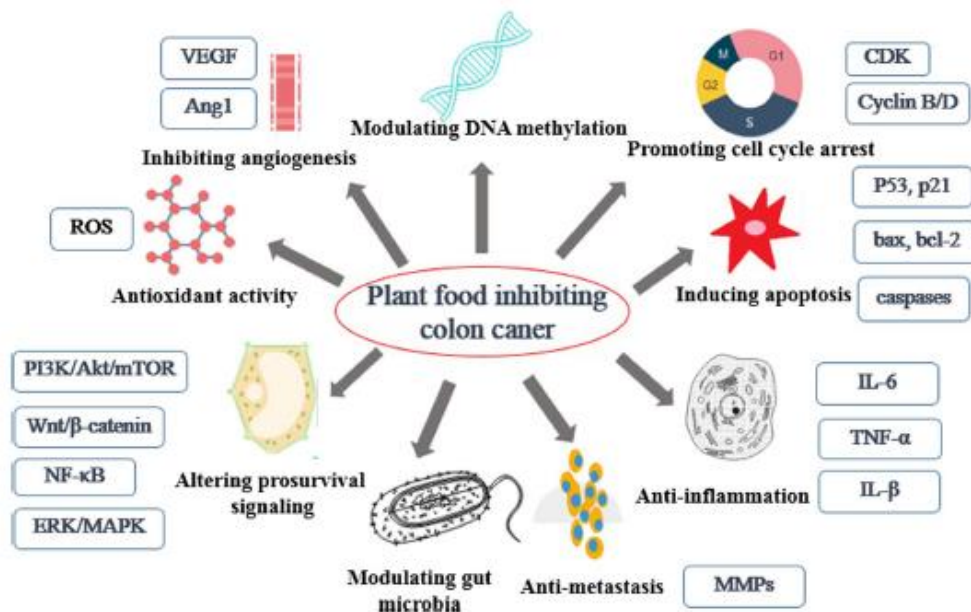 VEGF
Ang1
Inhibiting angiogenesis
Modulating DNA methylation
M
G1
G2
S
CDK
Cyclin B/D
Promoting cell cycle arrest
ROS
Antioxidant activity
P53, p21
bax, bcl-2
caspases
Inducing apoptosis
Plant food inhibiting
colon caner
PI3K/Akt/mTOR
Wnt/β-catenin
NF-κB
ERK/MAPK
Altering prosurvival
signaling
IL-6
TNF-α
IL-β
Anti-inflammation
Modulating gut
microbia
Anti-metastasis
MMPs